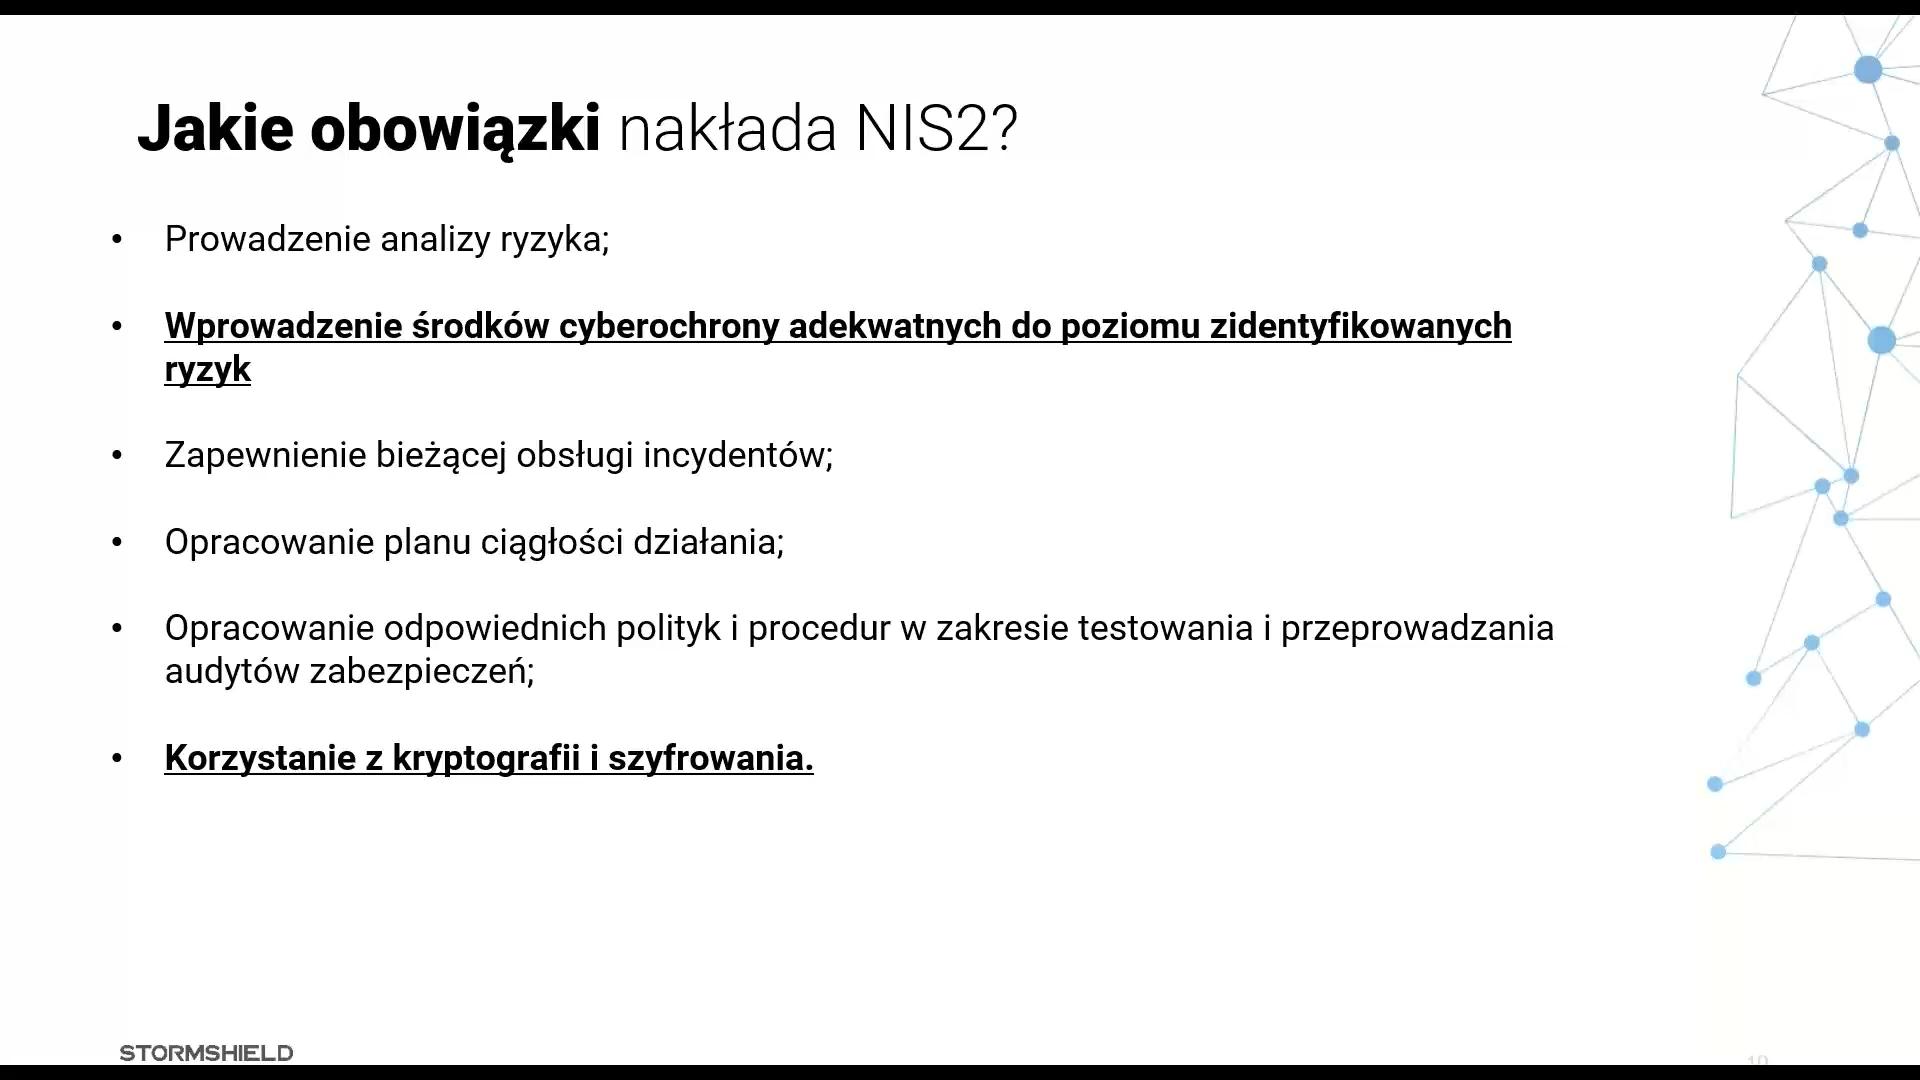 Jakie obowiązki nakłada NIS2?
• Prowadzenie analizy ryzyka;
• Wprowadzenie środków cyberochrony adekwatnych do poziomu zidentyfikowanych
ryzyk
• Zapewnienie bieżącej obsługi incydentów;
• Opracowanie planu ciągłości działania;
• Opracowanie odpowiednich polityk i procedur w zakresie testowania i przeprowadzania
audytów zabezpieczeń;
• Korzystanie z kryptografii i szyfrowania.
STORMSHIELD
10